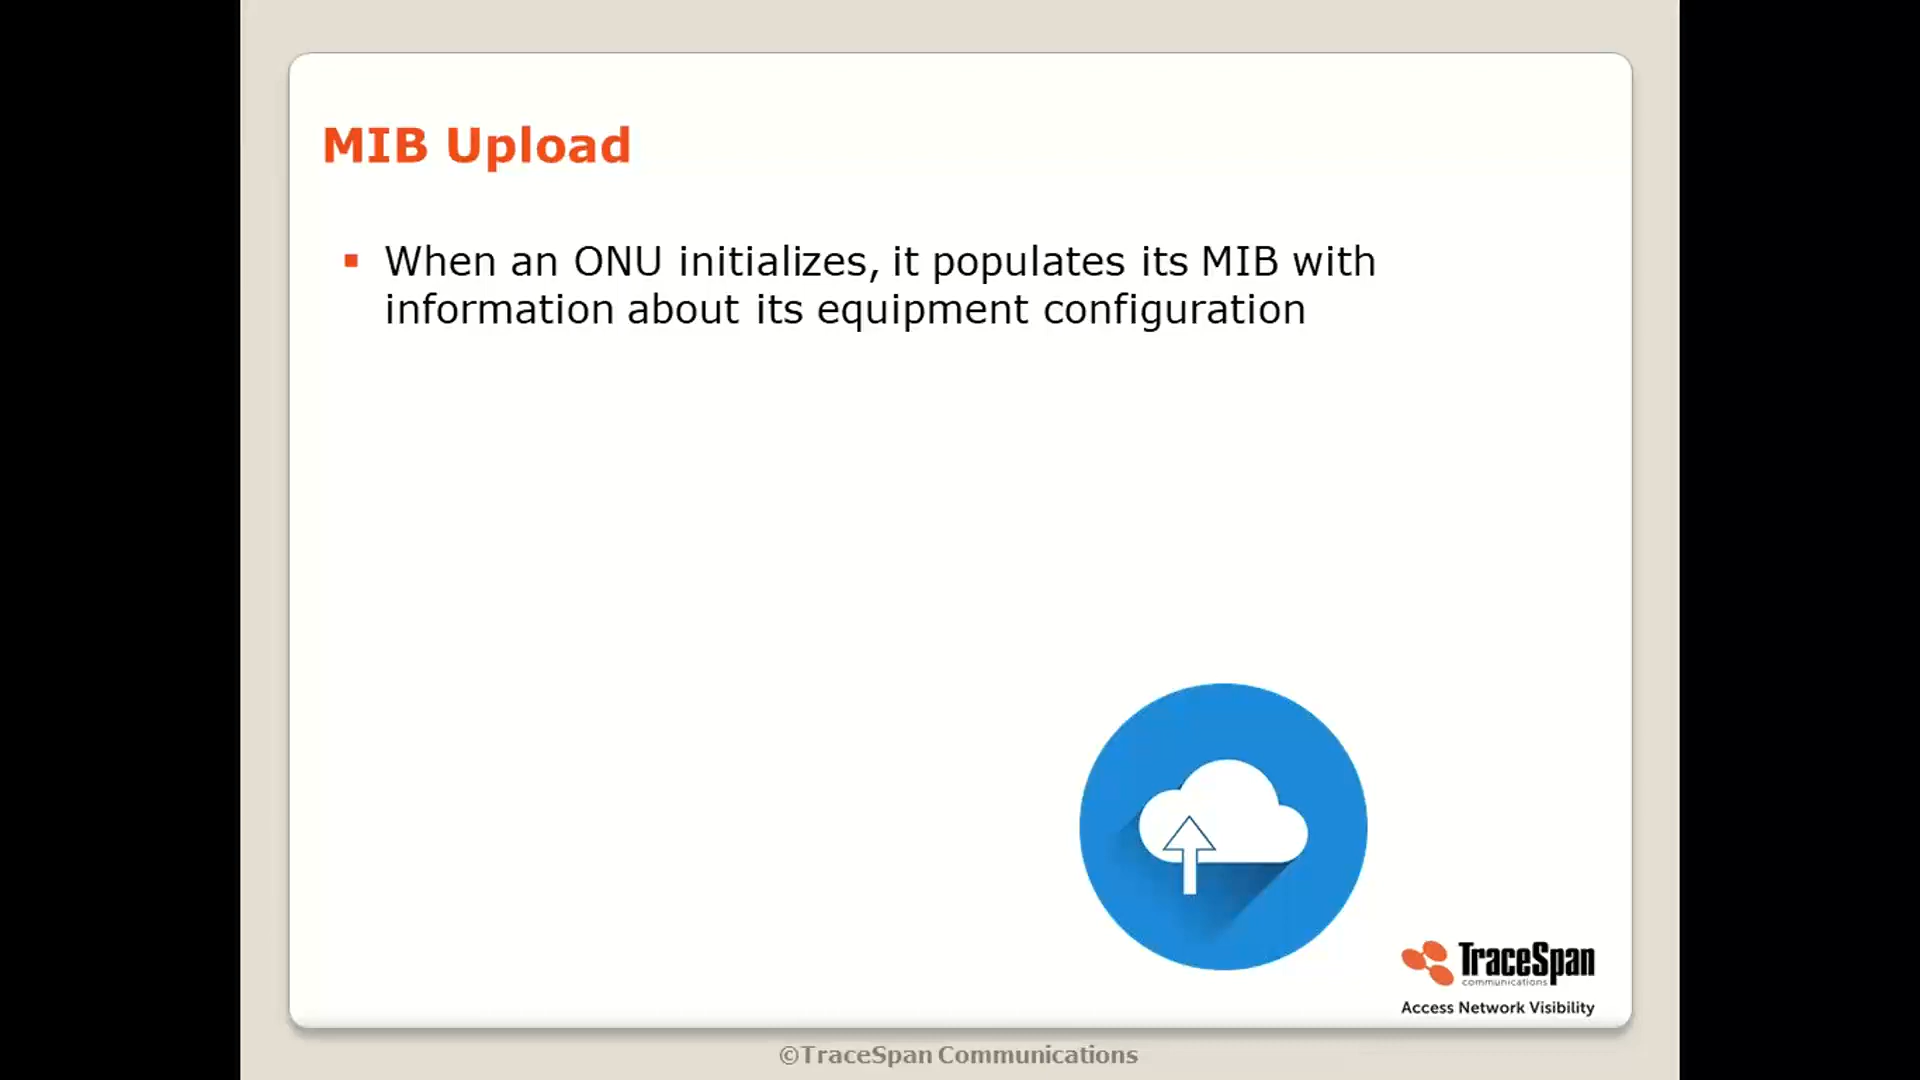 MIB Upload
▪ When an ONU initializes, it populates its MIB with
information about its equipment configuration
TraceSpan
communications
Access Network Visibility
©TraceSpan Communications